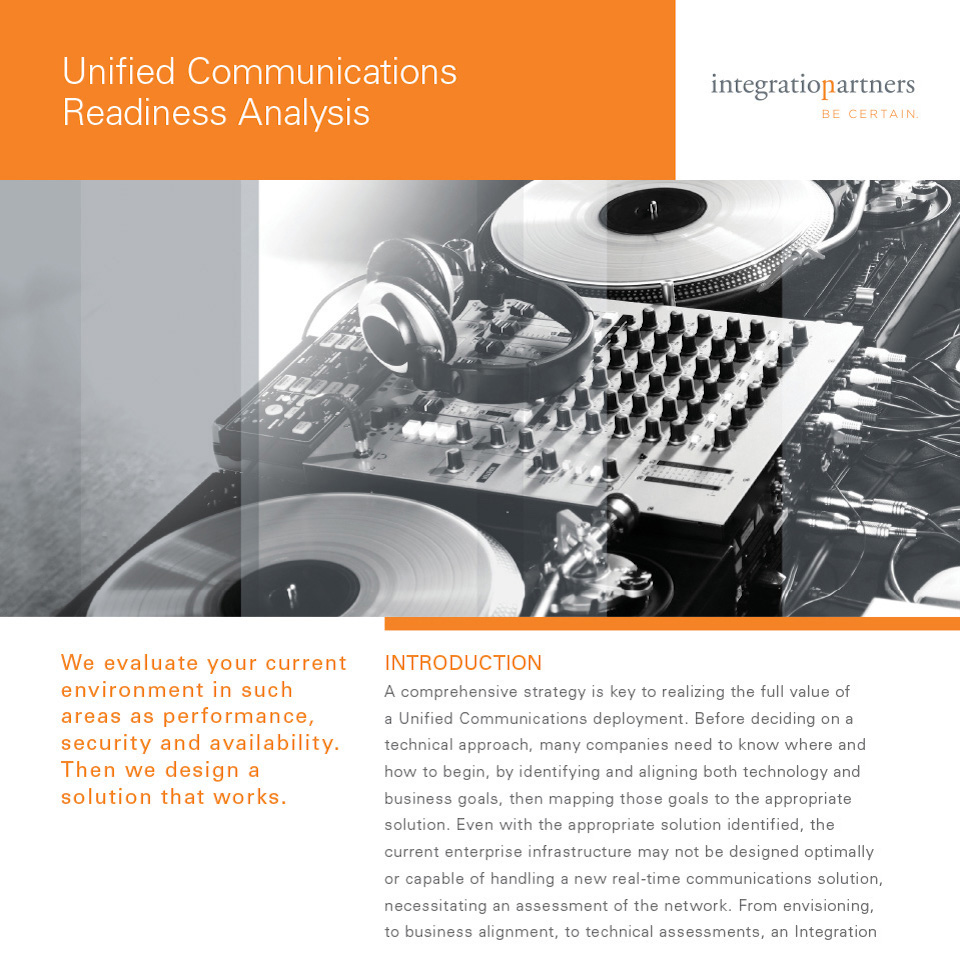 Unified Communications
Readiness Analysis
integrationpartners
BE CERTAIN.
We evaluate your current
environment in such
areas as performance,
security and availability.
Then we design a
solution that works.
INTRODUCTION
A comprehensive strategy is key to realizing the full value of
a Unified Communications deployment. Before deciding on a
technical approach, many companies need to know where and
how to begin, by identifying and aligning both technology and
business goals, then mapping those goals to the appropriate
solution. Even with the appropriate solution identified, the
current enterprise infrastructure may not be designed optimally
or capable of handling a new real-time communications solution,
necessitating an assessment of the network. From envisioning,
to business alignment, to technical assessments, an Integration